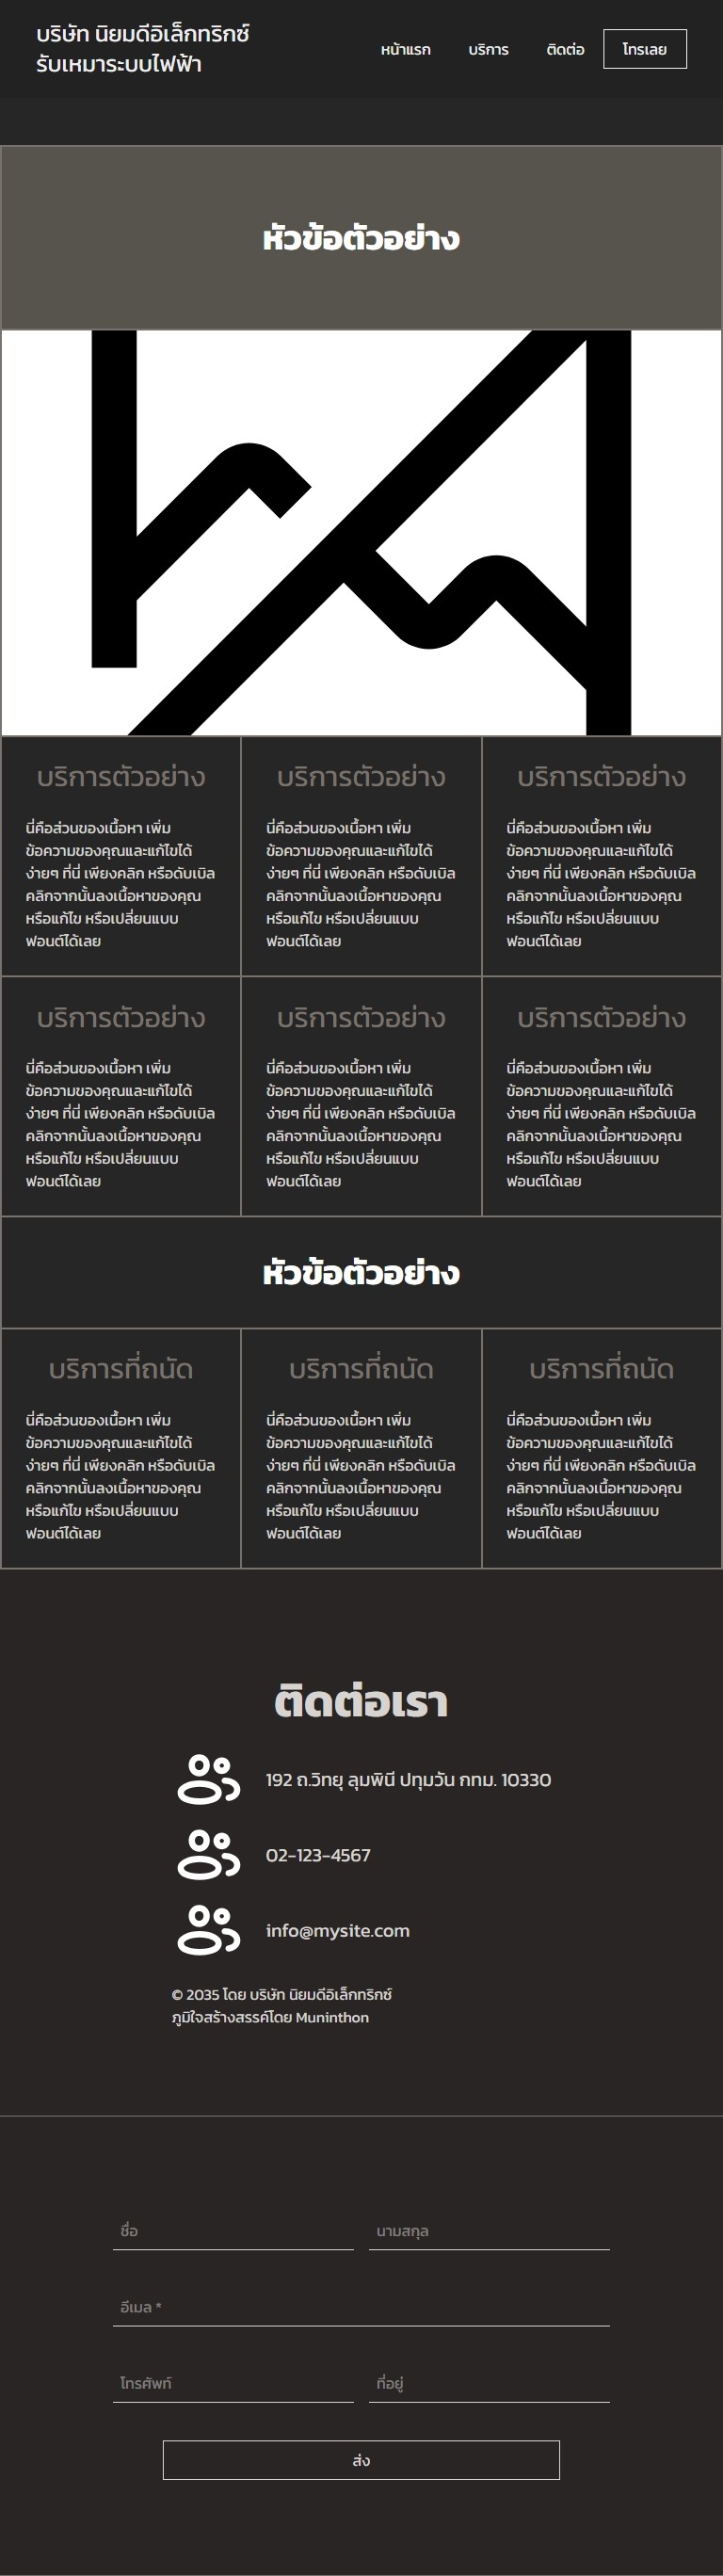 บริษัท นิยมดีอิเล็กทริกซ์
รับเหมาระบบไฟฟ้า
หน้าแรก บริการ ติดต่อ โทรเลย
หัวข้อตัวอย่าง
บริการตัวอย่าง
นี่คือส่วนของเนื้อหา เพิ่ม
ข้อความของคุณและแก้ไขได้
ง่ายๆ ที่นี่ เพียงคลิก หรือดับเบิล
คลิกจากนั้นลงเนื้อหาของคุณ
หรือแก้ไข หรือเปลี่ยนแบบ
ฟอนต์ได้เลย
บริการตัวอย่าง
นี่คือส่วนของเนื้อหา เพิ่ม
ข้อความของคุณและแก้ไขได้
ง่ายๆ ที่นี่ เพียงคลิก หรือดับเบิล
คลิกจากนั้นลงเนื้อหาของคุณ
หรือแก้ไข หรือเปลี่ยนแบบ
ฟอนต์ได้เลย
บริการตัวอย่าง
นี่คือส่วนของเนื้อหา เพิ่ม
ข้อความของคุณและแก้ไขได้
ง่ายๆ ที่นี่ เพียงคลิก หรือดับเบิล
คลิกจากนั้นลงเนื้อหาของคุณ
หรือแก้ไข หรือเปลี่ยนแบบ
ฟอนต์ได้เลย
บริการตัวอย่าง
นี่คือส่วนของเนื้อหา เพิ่ม
ข้อความของคุณและแก้ไขได้
ง่ายๆ ที่นี่ เพียงคลิก หรือดับเบิล
คลิกจากนั้นลงเนื้อหาของคุณ
หรือแก้ไข หรือเปลี่ยนแบบ
ฟอนต์ได้เลย
บริการตัวอย่าง
นี่คือส่วนของเนื้อหา เพิ่ม
ข้อความของคุณและแก้ไขได้
ง่ายๆ ที่นี่ เพียงคลิก หรือดับเบิล
คลิกจากนั้นลงเนื้อหาของคุณ
หรือแก้ไข หรือเปลี่ยนแบบ
ฟอนต์ได้เลย
บริการตัวอย่าง
นี่คือส่วนของเนื้อหา เพิ่ม
ข้อความของคุณและแก้ไขได้
ง่ายๆ ที่นี่ เพียงคลิก หรือดับเบิล
คลิกจากนั้นลงเนื้อหาของคุณ
หรือแก้ไข หรือเปลี่ยนแบบ
ฟอนต์ได้เลย
หัวข้อตัวอย่าง
บริการที่ถนัด
นี่คือส่วนของเนื้อหา เพิ่ม
ข้อความของคุณและแก้ไขได้
ง่ายๆ ที่นี่ เพียงคลิก หรือดับเบิล
คลิกจากนั้นลงเนื้อหาของคุณ
หรือแก้ไข หรือเปลี่ยนแบบ
ฟอนต์ได้เลย
บริการที่ถนัด
นี่คือส่วนของเนื้อหา เพิ่ม
ข้อความของคุณและแก้ไขได้
ง่ายๆ ที่นี่ เพียงคลิก หรือดับเบิล
คลิกจากนั้นลงเนื้อหาของคุณ
หรือแก้ไข หรือเปลี่ยนแบบ
ฟอนต์ได้เลย
บริการที่ถนัด
นี่คือส่วนของเนื้อหา เพิ่ม
ข้อความของคุณและแก้ไขได้
ง่ายๆ ที่นี่ เพียงคลิก หรือดับเบิล
คลิกจากนั้นลงเนื้อหาของคุณ
หรือแก้ไข หรือเปลี่ยนแบบ
ฟอนต์ได้เลย
ติดต่อเรา
192 ถ.วิทยุ ลุมพินี ปทุมวัน กทม. 10330
02-123-4567
info@mysite.com
© 2035 โดย บริษัท นิยมดีอิเล็กทริกซ์
ภูมิใจสร้างสรรค์โดย Muninthon
ชื่อ นามสกุล
อีเมล *
โทรศัพท์ ที่อยู่
ส่ง